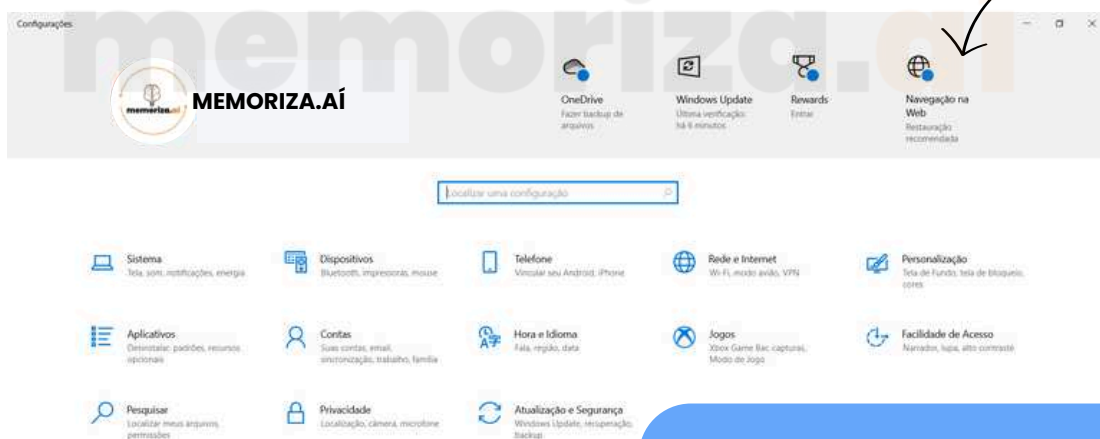 memoriza.ai
Configurações
memoriza.aí
MEMORIZA.AÍ
OneDrive
Fazer backup de
arquivos
Windows Update
Última verificação:
há 6 minutos
Rewards
Entrar
Navegação na
Web
Restauração
recomendada
Localizar uma configuração
Sistema
Tela, som, notificações, energia
Dispositivos
Bluetooth, impressoras, mouse
Telefone
Vincular seu Android, iPhone
Rede e Internet
Wi-Fi, modo avião, VPN
Personalização
Tela de Fundo, tela de bloqueio,
cores
Aplicativos
Desinstalar, padrões, recursos
opcionais
Contas
Suas contas, email,
sincronização, trabalho, família
Hora e Idioma
Fala, região, data
Jogos
Xbox Game Bar, capturas,
Modo de Jogo
Facilidade de Acesso
Narrador, lupa, alto contraste
Pesquisar
Localizar meus arquivos,
permissões
Privacidade
Localização, câmera, microfone
Atualização e Segurança
Windows Update, recuperação,
backup